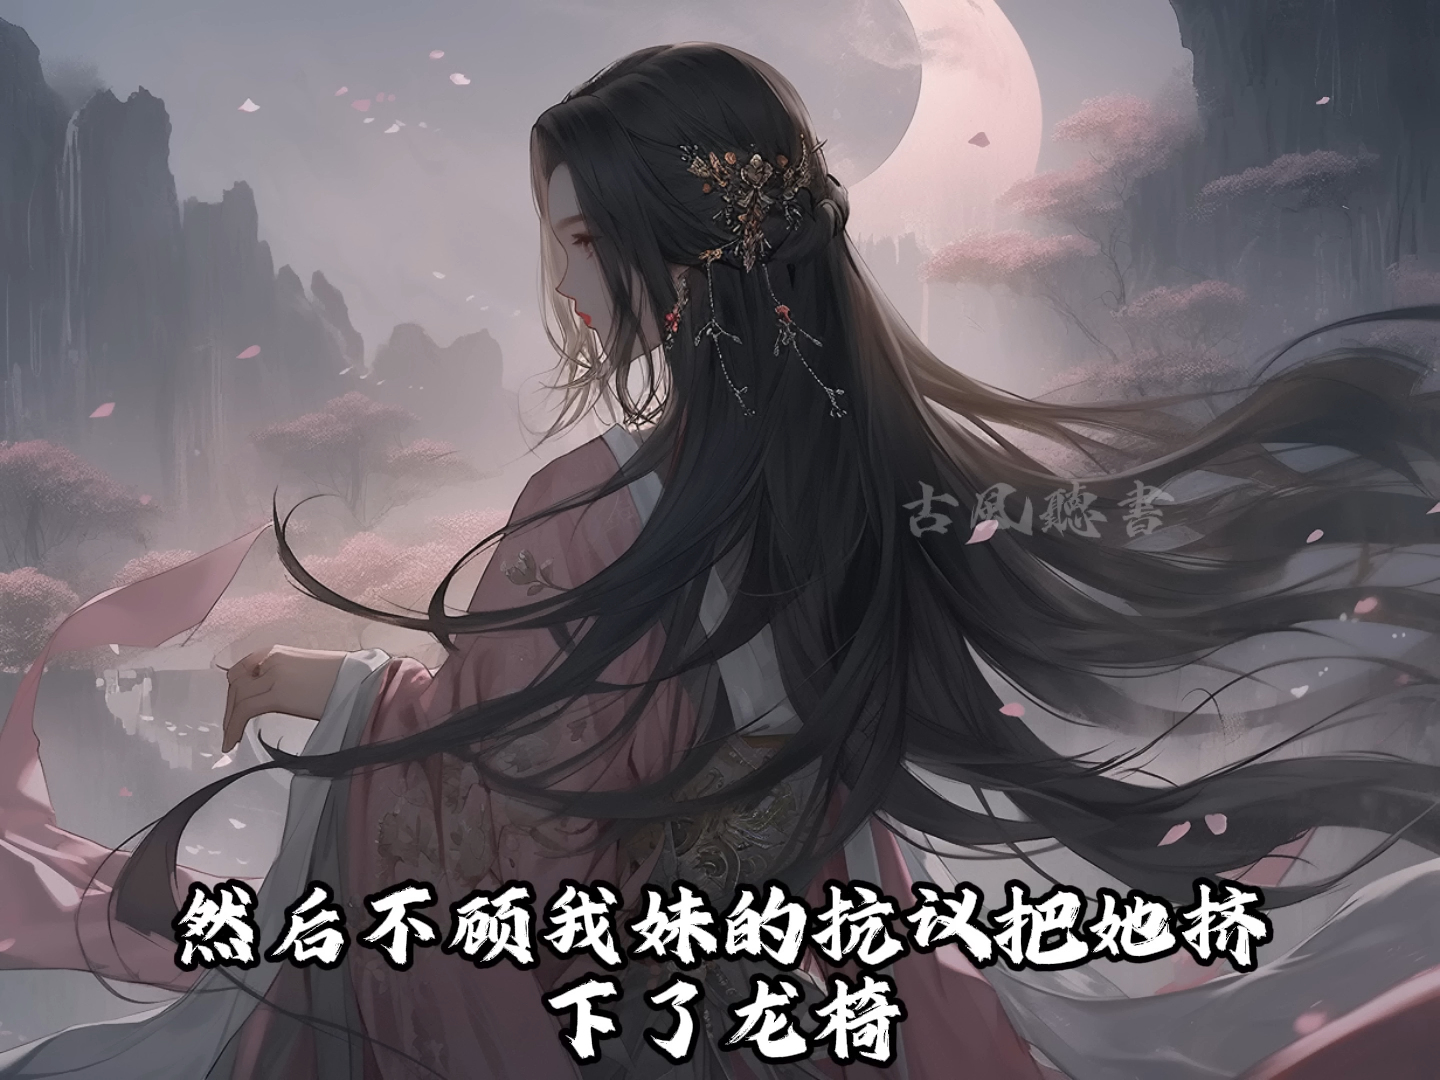 古風聽書
然后不顾我妹的抗议把她挤
下了龙椅